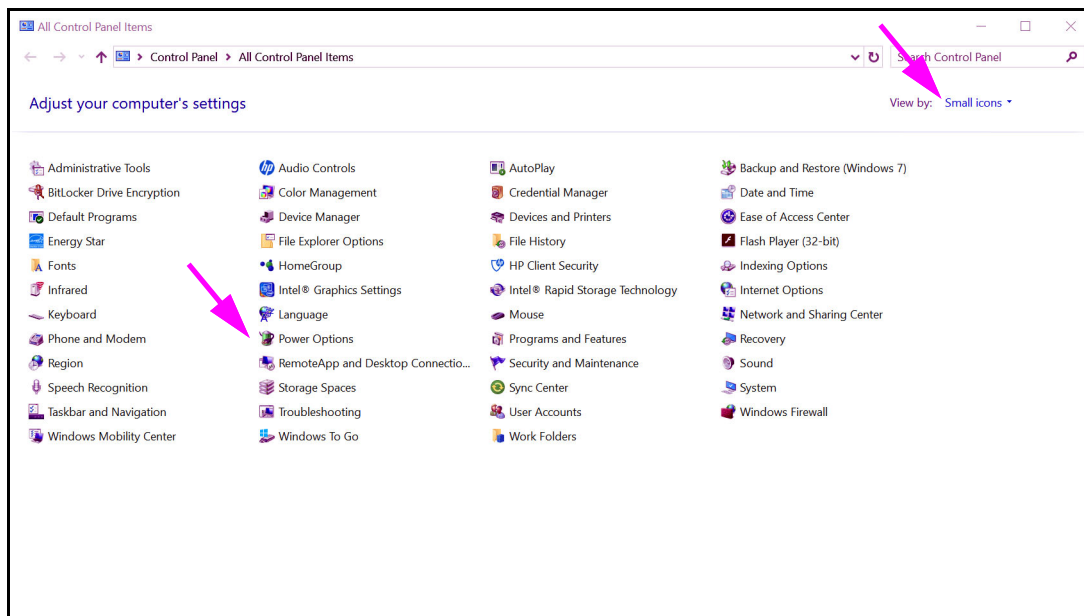 All Control Panel Items
Control Panel > All Control Panel Items
Search Control Panel
Adjust your computer's settings
View by: Small icons
Administrative Tools
Audio Controls
AutoPlay
Backup and Restore (Windows 7)
BitLocker Drive Encryption
Color Management
Credential Manager
Date and Time
Default Programs
Device Manager
Devices and Printers
Ease of Access Center
Energy Star
File Explorer Options
File History
Flash Player (32-bit)
Fonts
HomeGroup
HP Client Security
Indexing Options
Infrared
Intel® Graphics Settings
Intel® Rapid Storage Technology
Internet Options
Keyboard
Language
Mouse
Network and Sharing Center
Phone and Modem
Power Options
Programs and Features
Recovery
Region
RemoteApp and Desktop Connectio...
Security and Maintenance
Sound
Speech Recognition
Storage Spaces
Sync Center
System
Taskbar and Navigation
Troubleshooting
User Accounts
Windows Firewall
Windows Mobility Center
Windows To Go
Work Folders